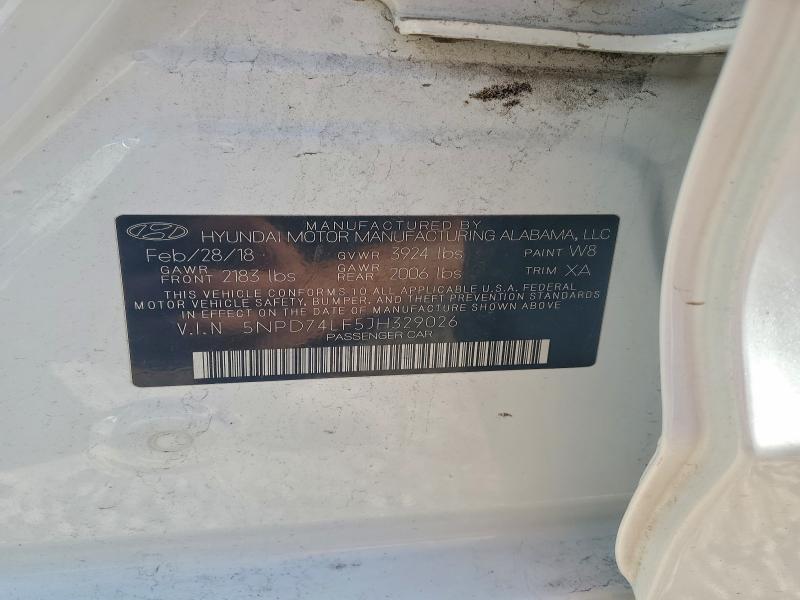 MANUFACTURED BY
HYUNDAI MOTOR MANUFACTURING ALABAMA, LLC
Feb/28/18 GVWR 3924 lbs PAINT W8
GAWR FRONT 2183 lbs GAWR REAR 2006 lbs TRIM XA
THIS VEHICLE CONFORMS TO ALL APPLICABLE U.S.A. FEDERAL
MOTOR VEHICLE SAFETY, BUMPER, AND THEFT PREVENTION STANDARDS
IN EFFECT ON THE DATE OF MANUFACTURE SHOWN ABOVE
V.I.N 5NPD74LF5JH329026
PASSENGER CAR